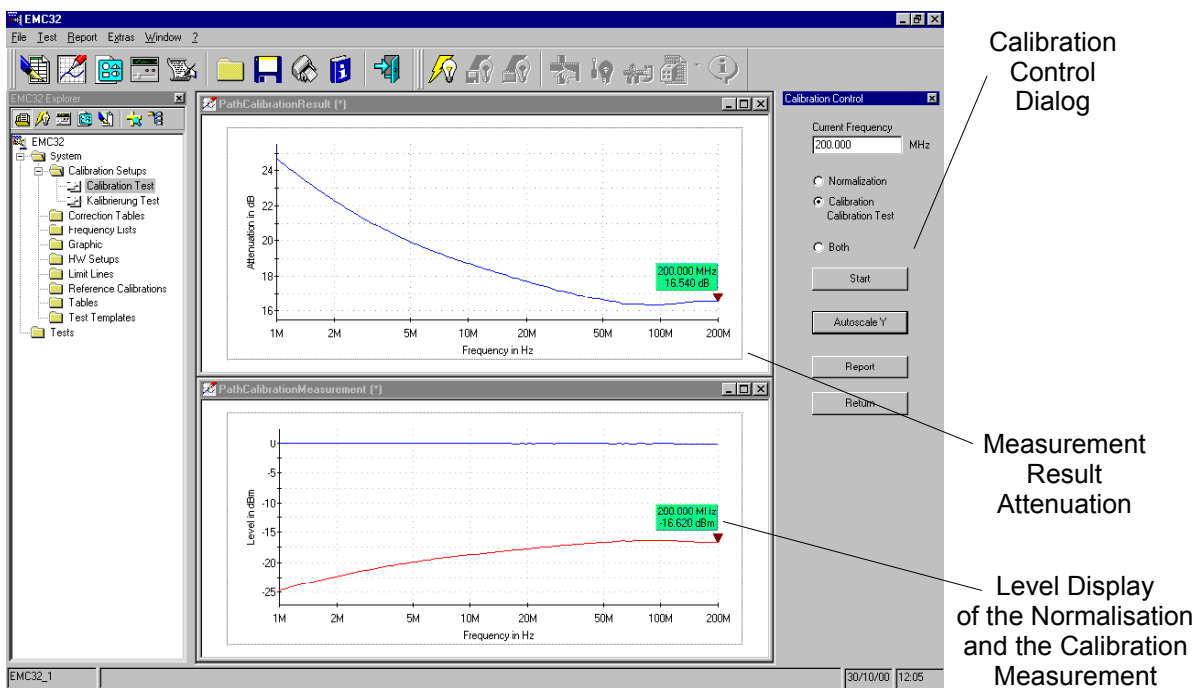 EMC32
File Test Report Extras Window ?
EMC32 Explorer
EMC32
System
Calibration Setups
Calibration Test
Kalibrierung Test
Correction Tables
Frequency Lists
Graphic
HW Setups
Limit Lines
Reference Calibrations
Tables
Test Templates
Tests
PathCalibrationResult (*)
Attenuation in dB
24
22
20
18
16
200.000 MHz
16.540 dB
1M 2M 5M 10M 20M 50M 100M 200M
Frequency in Hz
PathCalibrationMeasurement (*)
Level in dBm
0
-5
-10
-15
-20
-25
200.000 MHz
-16.620 dBm
1M 2M 5M 10M 20M 50M 100M 200M
Frequency in Hz
Calibration Control
Current Frequency
200.000 MHz
Normalization
Calibration
Calibration Test
Both
Start
Autoscale Y
Report
Return
Calibration
Control
Dialog
Measurement
Result
Attenuation
Level Display
of the Normalisation
and the Calibration
Measurement
EMC32_1
30/10/00 12:05